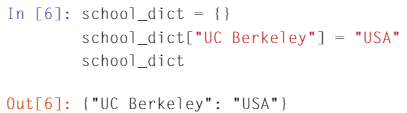 In [6]: school_dict = {}
school_dict["UC Berkeley"] = "USA"
school_dict
Out[6]: {"UC Berkeley": "USA"}